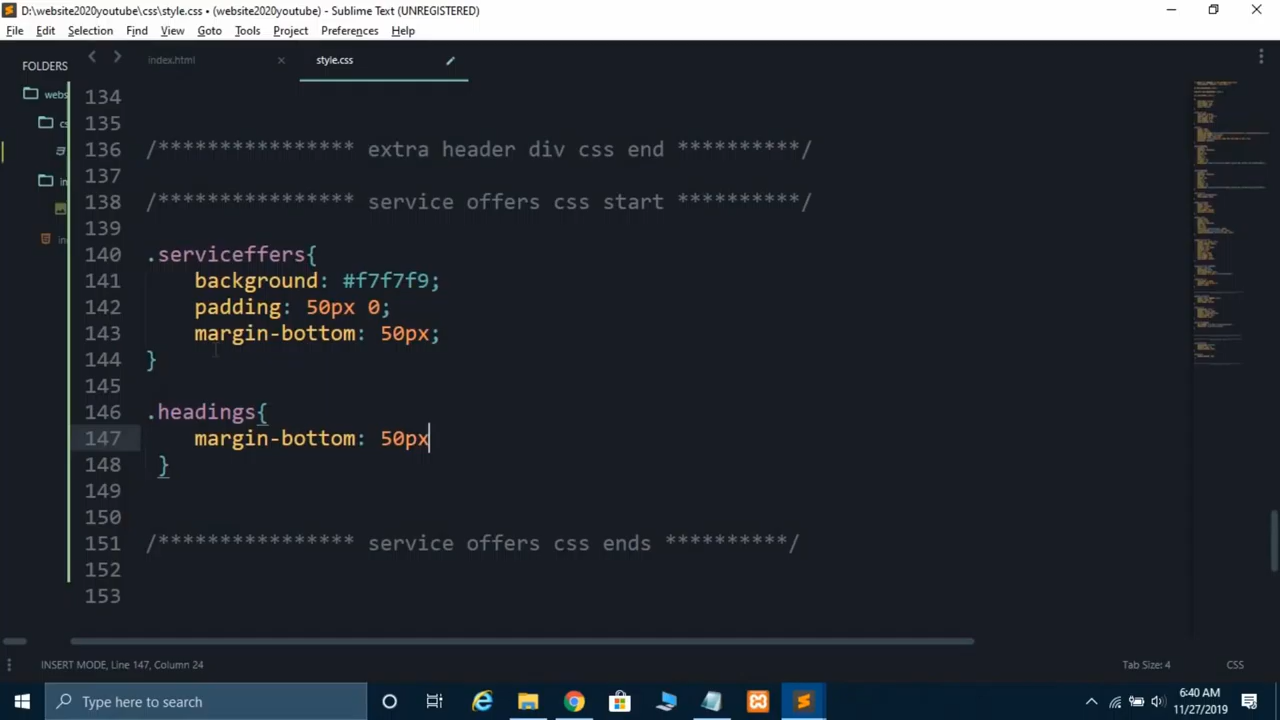 D:\website2020youtube\css\style.css • (website2020youtube) - Sublime Text (UNREGISTERED)
File Edit Selection Find View Goto Tools Project Preferences Help
FOLDERS
index.html
style.css
webs
134
135
136 /**************** extra header div css end **********/
137
138 /**************** service offers css start **********/
139
140 .serviceffers{
141 background: #f7f7f9;
142 padding: 50px 0;
143 margin-bottom: 50px;
144 }
145
146 .headings{
147 margin-bottom: 50px
148 }
149
150
151 /**************** service offers css ends **********/
152
153
INSERT MODE, Line 147, Column 24
Tab Size: 4
CSS
Type here to search
6:40 AM
11/27/2019